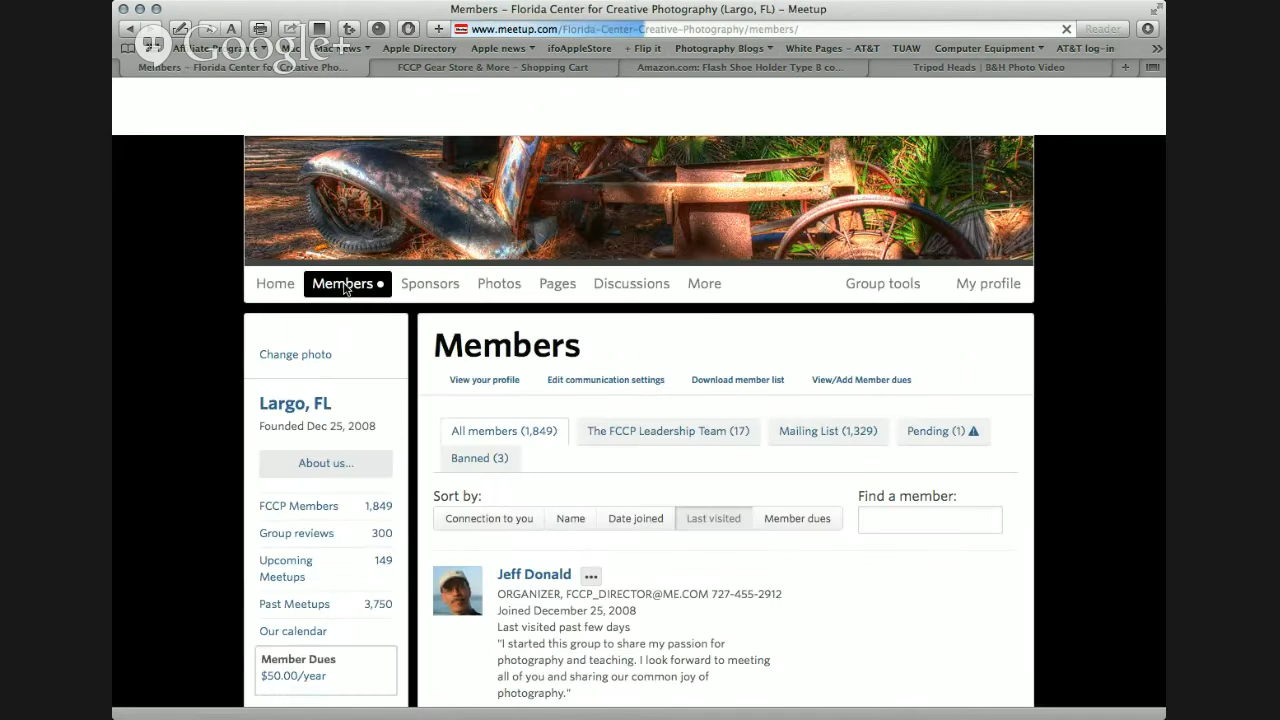 Members – Florida Center for Creative Photography (Largo, FL) – Meetup
www.meetup.com/Florida-Center-Creative-Photography/members/
Reader
Google+
Mac News
Apple Directory
Apple news
ifoAppleStore
+ Flip it
Photography Blogs
White Pages – AT&T
TUAW
Computer Equipment
AT&T log-in
Members – Florida Center for Creative Pho...
FCCP Gear Store & More – Shopping Cart
Amazon.com: Flash Shoe Holder Type B co...
Tripod Heads | B&H Photo Video
Home
Members
Sponsors
Photos
Pages
Discussions
More
Group tools
My profile
Change photo
Largo, FL
Founded Dec 25, 2008
About us...
FCCP Members 1,849
Group reviews 300
Upcoming 149
Meetups
Past Meetups 3,750
Our calendar
Member Dues
$50.00/year
Members
View your profile
Edit communication settings
Download member list
View/Add Member dues
All members (1,849)
The FCCP Leadership Team (17)
Mailing List (1,329)
Pending (1)
Banned (3)
Sort by:
Find a member:
Connection to you
Name
Date joined
Last visited
Member dues
Jeff Donald
ORGANIZER, FCCP_DIRECTOR@ME.COM 727-455-2912
Joined December 25, 2008
Last visited past few days
"I started this group to share my passion for
photography and teaching. I look forward to meeting
all of you and sharing our common joy of
photography."